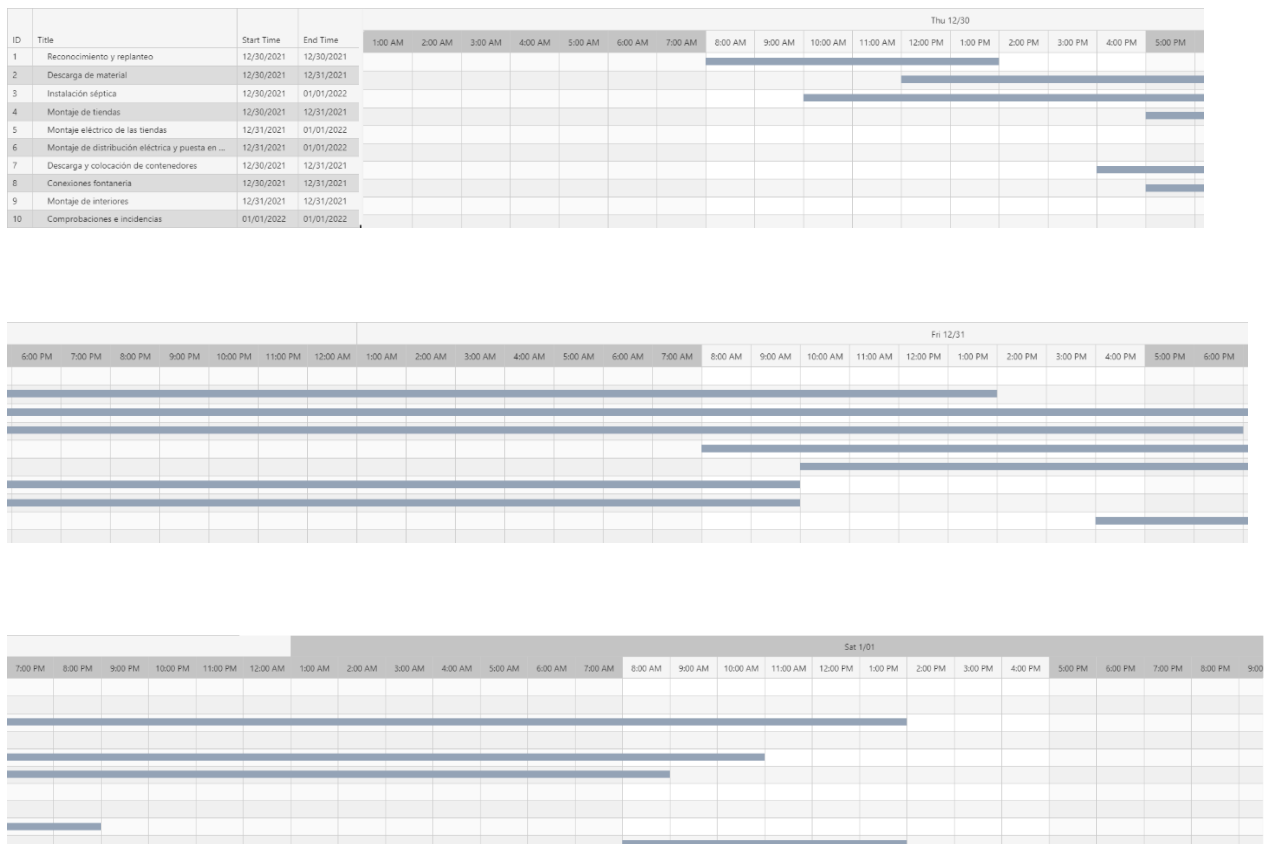 Thu 12/30
ID Title Start Time End Time 1:00 AM 2:00 AM 3:00 AM 4:00 AM 5:00 AM 6:00 AM 7:00 AM 8:00 AM 9:00 AM 10:00 AM 11:00 AM 12:00 PM 1:00 PM 2:00 PM 3:00 PM 4:00 PM 5:00 PM
1 Reconocimiento y replanteo 12/30/2021 12/30/2021
2 Descarga de material 12/30/2021 12/31/2021
3 Instalación séptica 12/30/2021 01/01/2022
4 Montaje de tiendas 12/30/2021 12/31/2021
5 Montaje eléctrico de las tiendas 12/31/2021 01/01/2022
6 Montaje de distribución eléctrica y puesta en ... 12/31/2021 01/01/2022
7 Descarga y colocación de contenedores 12/30/2021 12/31/2021
8 Conexiones fontanería 12/30/2021 12/31/2021
9 Montaje de interiores 12/31/2021 12/31/2021
10 Comprobaciones e incidencias 01/01/2022 01/01/2022
Fri 12/31
6:00 PM 7:00 PM 8:00 PM 9:00 PM 10:00 PM 11:00 PM 12:00 AM 1:00 AM 2:00 AM 3:00 AM 4:00 AM 5:00 AM 6:00 AM 7:00 AM 8:00 AM 9:00 AM 10:00 AM 11:00 AM 12:00 PM 1:00 PM 2:00 PM 3:00 PM 4:00 PM 5:00 PM 6:00 PM
Sat 1/01
7:00 PM 8:00 PM 9:00 PM 10:00 PM 11:00 PM 12:00 AM 1:00 AM 2:00 AM 3:00 AM 4:00 AM 5:00 AM 6:00 AM 7:00 AM 8:00 AM 9:00 AM 10:00 AM 11:00 AM 12:00 PM 1:00 PM 2:00 PM 3:00 PM 4:00 PM 5:00 PM 6:00 PM 7:00 PM 8:00 PM 9:00